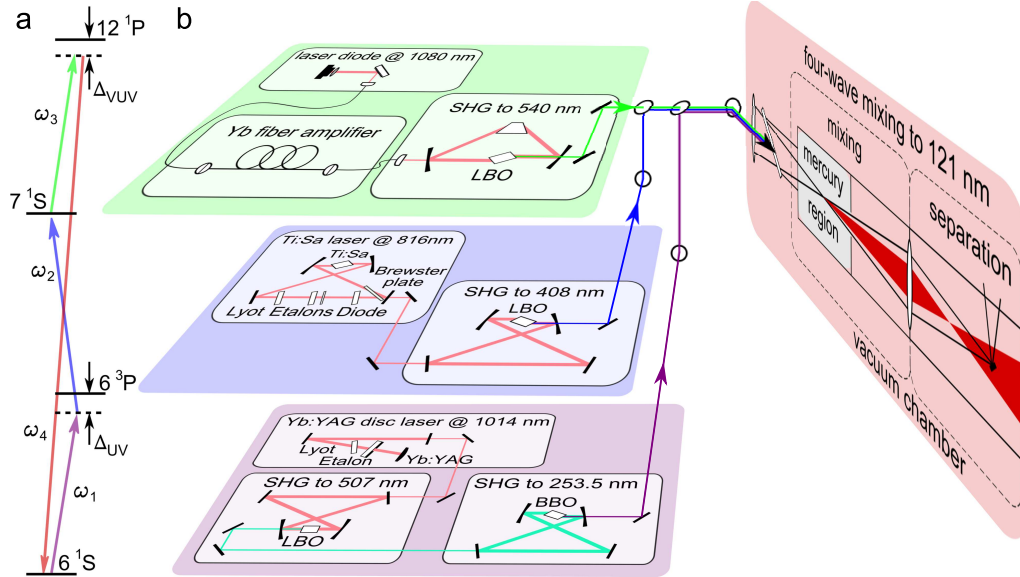 a
12 ¹P
Δ_VUV
ω₃
7 ¹S
ω₂
6 ³P
ω₄
Δ_UV
ω₁
6 ¹S
b
laser diode @ 1080 nm
Yb fiber amplifier
SHG to 540 nm
LBO
Ti:Sa laser @ 816nm
Ti:Sa
Brewster
plate
Lyot Etalons Diode
SHG to 408 nm
LBO
Yb:YAG disc laser @ 1014 nm
Lyot
Etalon
Yb:YAG
SHG to 507 nm
LBO
SHG to 253.5 nm
BBO
four-wave mixing to 121 nm
mixing
mercury
region
separation
vacuum chamber